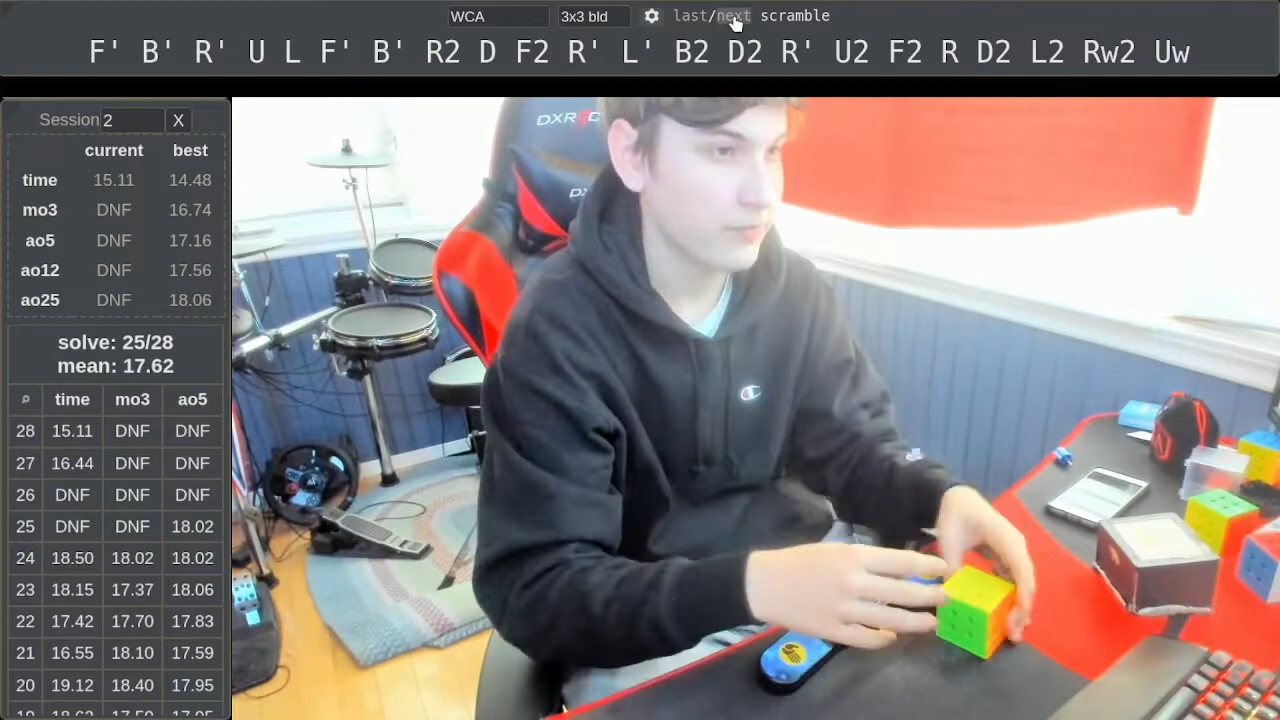 WCA 3x3 bld last/next scramble
F' B' R' U L F' B' R2 D F2 R' L' B2 D2 R' U2 F2 R D2 L2 Rw2 Uw
Session 2 X
current best
time 15.11 14.48
mo3 DNF 16.74
ao5 DNF 17.16
ao12 DNF 17.56
ao25 DNF 18.06
solve: 25/28
mean: 17.62
time mo3 ao5
28 15.11 DNF DNF
27 16.44 DNF DNF
26 DNF DNF DNF
25 DNF DNF 18.02
24 18.50 18.02 18.02
23 18.15 17.37 18.06
22 17.42 17.70 17.83
21 16.55 18.10 17.59
20 19.12 18.40 17.95